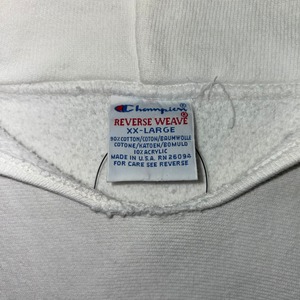 Champion®
REVERSE WEAVE®
XX-LARGE
90% COTTON/COTON/BAUMWOLLE
COTONE/KATOEN/BOMULD
10% ACRYLIC
MADE IN U.S.A. RN 26094
FOR CARE SEE REVERSE